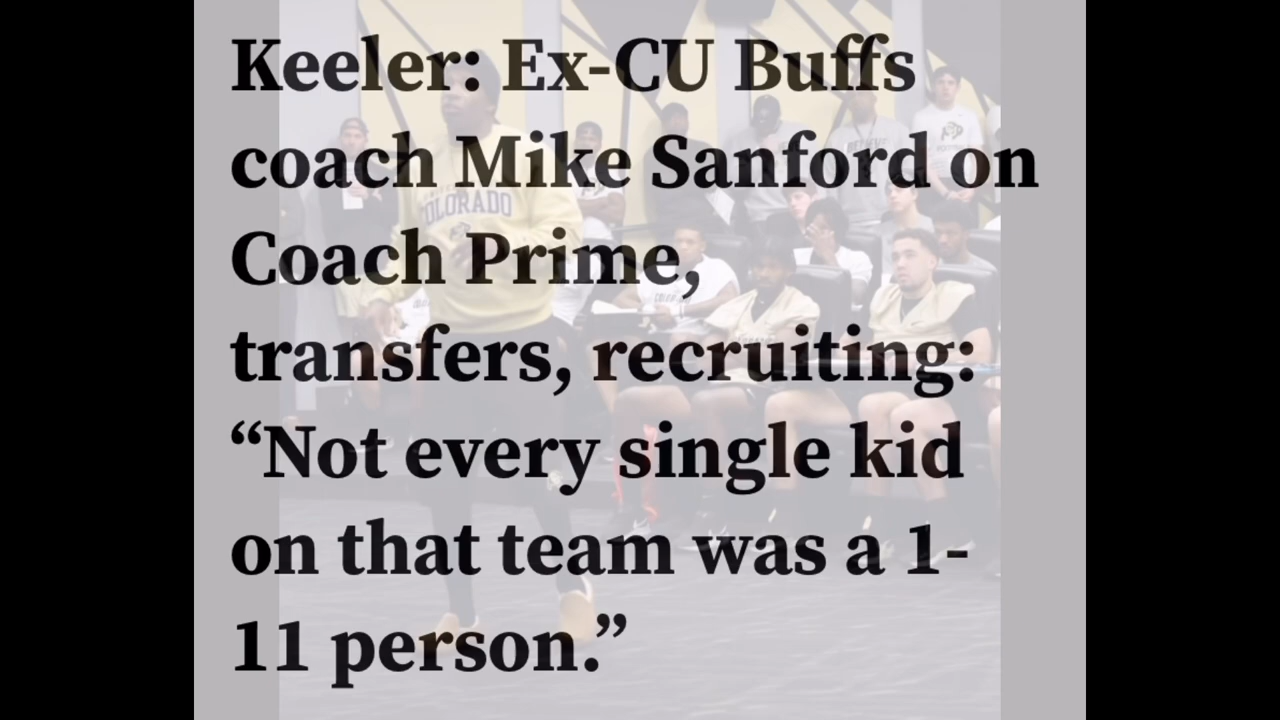 Keeler: Ex-CU Buffs
coach Mike Sanford on
Coach Prime,
transfers, recruiting:
“Not every single kid
on that team was a 1-
11 person.”
COLORADO